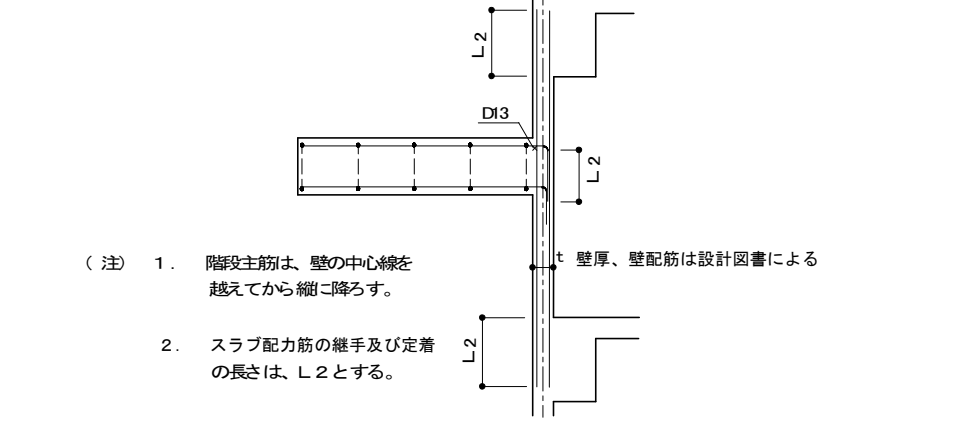 L2
D13
L2
t 壁厚、壁配筋は設計図書による
(注) 1. 階段主筋は、壁の中心線を
越えてから縦に降ろす。
2. スラブ配力筋の継手及び定着
の長さは、L2とする。
L2